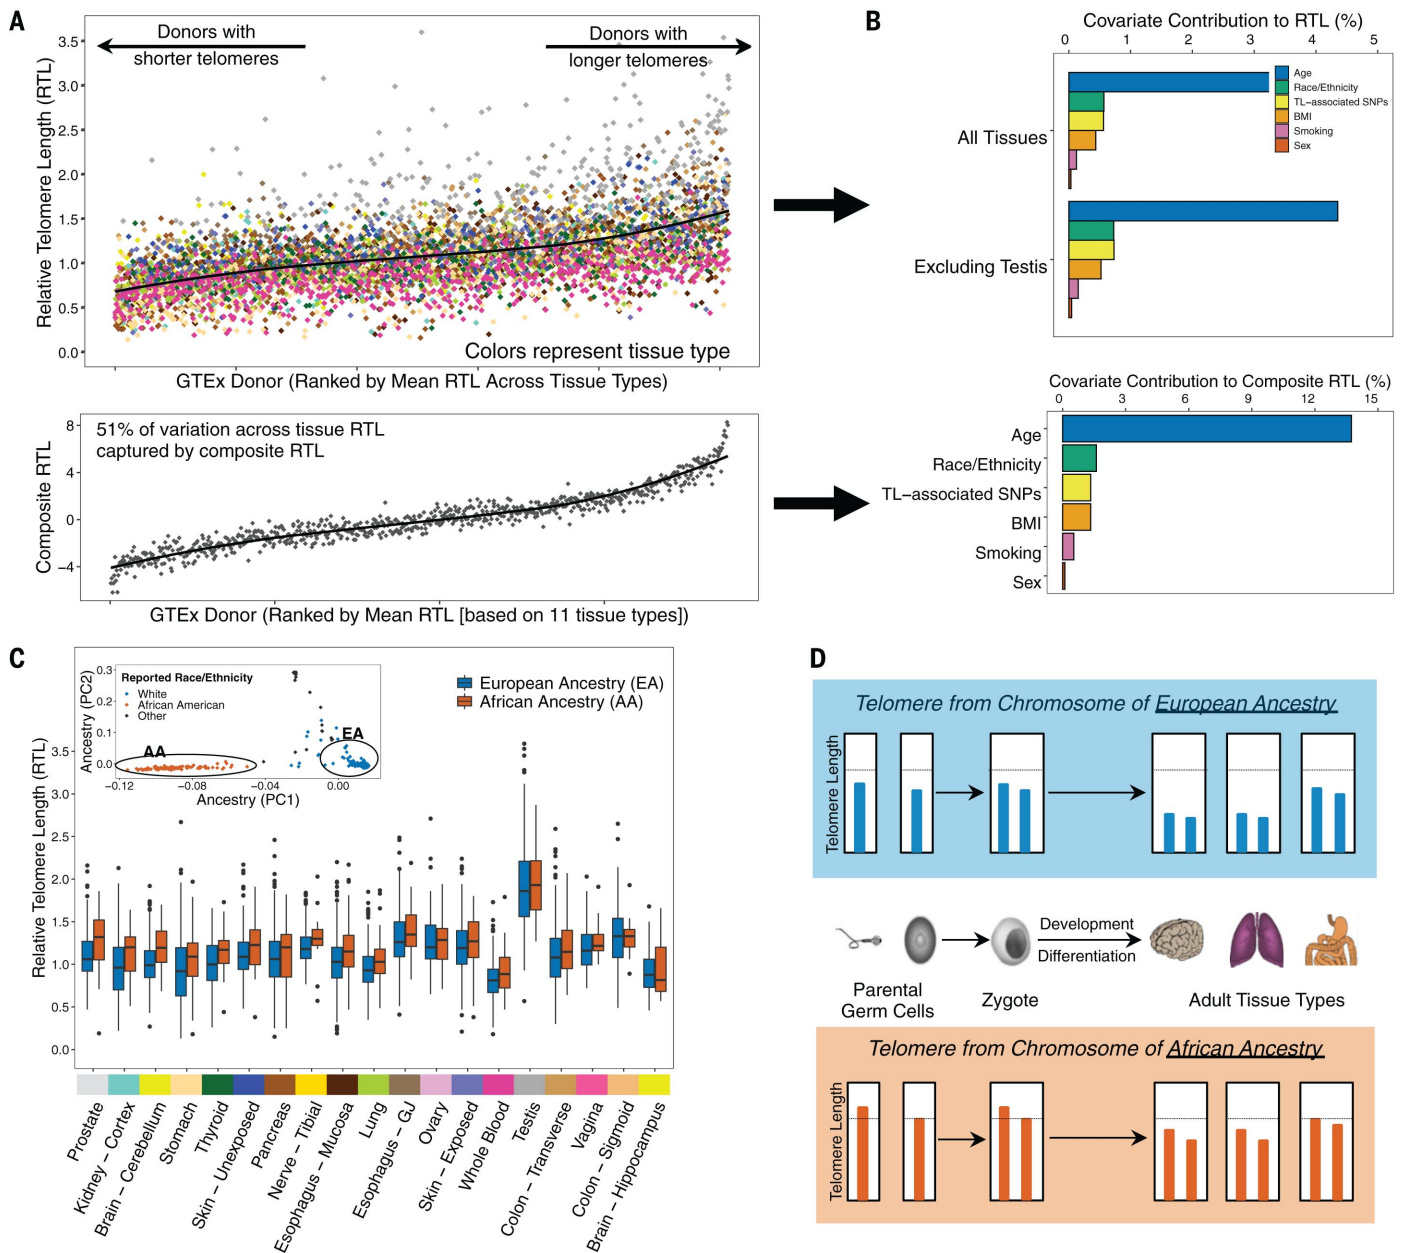 A
Donors with
shorter telomeres
Donors with
longer telomeres
Relative Telomere Length (RTL)
3.5
3.0
2.5
2.0
1.5
1.0
0.5
0.0
Colors represent tissue type
GTEx Donor (Ranked by Mean RTL Across Tissue Types)
51% of variation across tissue RTL
captured by composite RTL
Composite RTL
8
4
0
−4
GTEx Donor (Ranked by Mean RTL [based on 11 tissue types])
B
Covariate Contribution to RTL (%)
0 1 2 3 4 5
Age
Race/Ethnicity
TL−associated SNPs
BMI
Smoking
Sex
All Tissues
Excluding Testis
Covariate Contribution to Composite RTL (%)
0 3 6 9 12 15
Age
Race/Ethnicity
TL−associated SNPs
BMI
Smoking
Sex
C
Ancestry (PC2)
0.3
0.2
0.1
0.0
Reported Race/Ethnicity
White
African American
Other
AA
EA
−0.12 −0.08 −0.04 0.00
Ancestry (PC1)
European Ancestry (EA)
African Ancestry (AA)
Relative Telomere Length (RTL)
3.5
3.0
2.5
2.0
1.5
1.0
0.5
0.0
Prostate
Kidney − Cortex
Brain − Cerebellum
Stomach
Thyroid
Skin − Unexposed
Pancreas
Nerve − Tibial
Esophagus − Mucosa
Lung
Esophagus − GJ
Ovary
Skin − Exposed
Whole Blood
Testis
Colon − Transverse
Vagina
Colon − Sigmoid
Brain − Hippocampus
D
Telomere from Chromosome of European Ancestry
Telomere Length
Development
Differentiation
Parental
Germ Cells
Zygote
Adult Tissue Types
Telomere from Chromosome of African Ancestry
Telomere Length